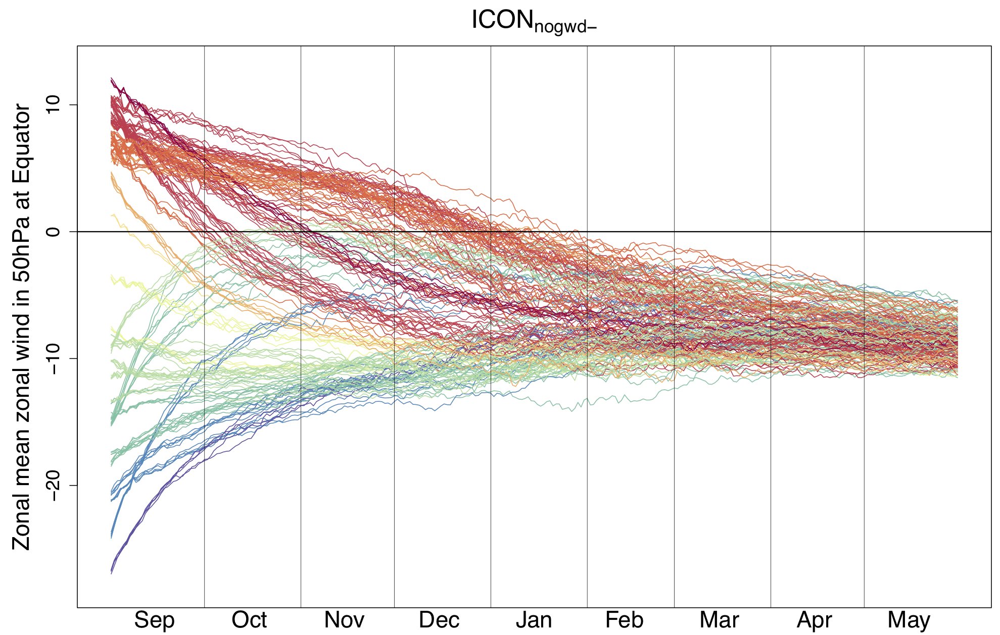 ICONnogwd−
Zonal mean zonal wind in 50hPa at Equator
10
0
−10
−20
Sep Oct Nov Dec Jan Feb Mar Apr May